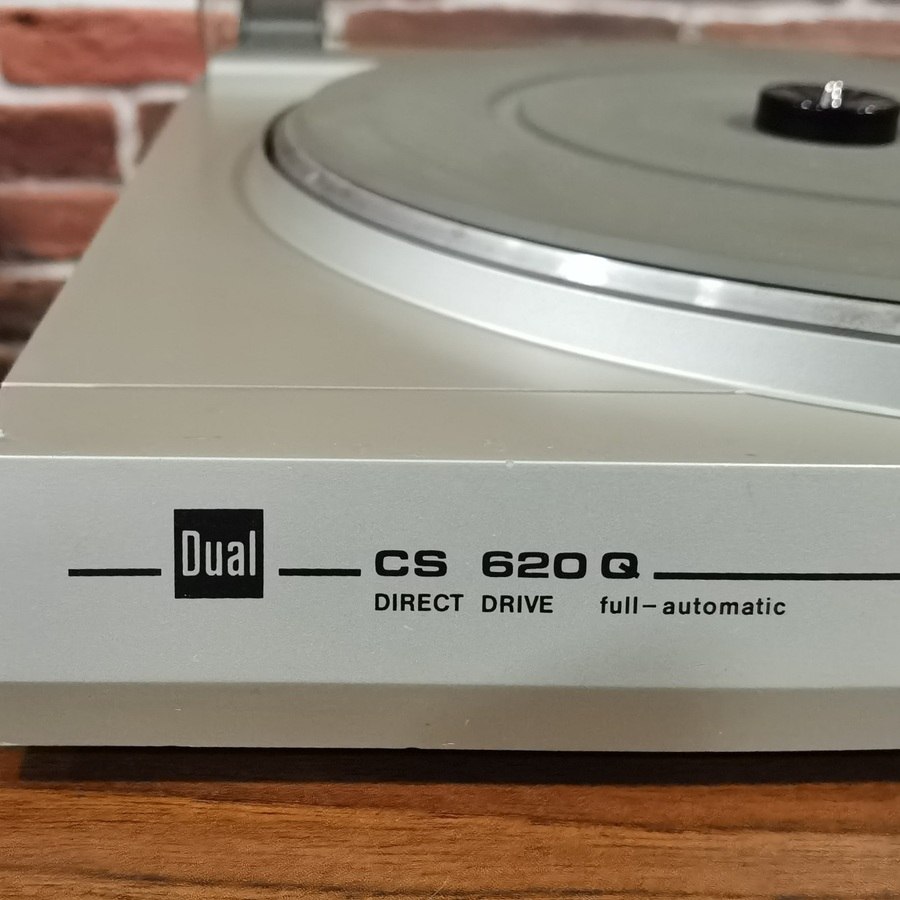 Dual CS 620 Q
DIRECT DRIVE full-automatic